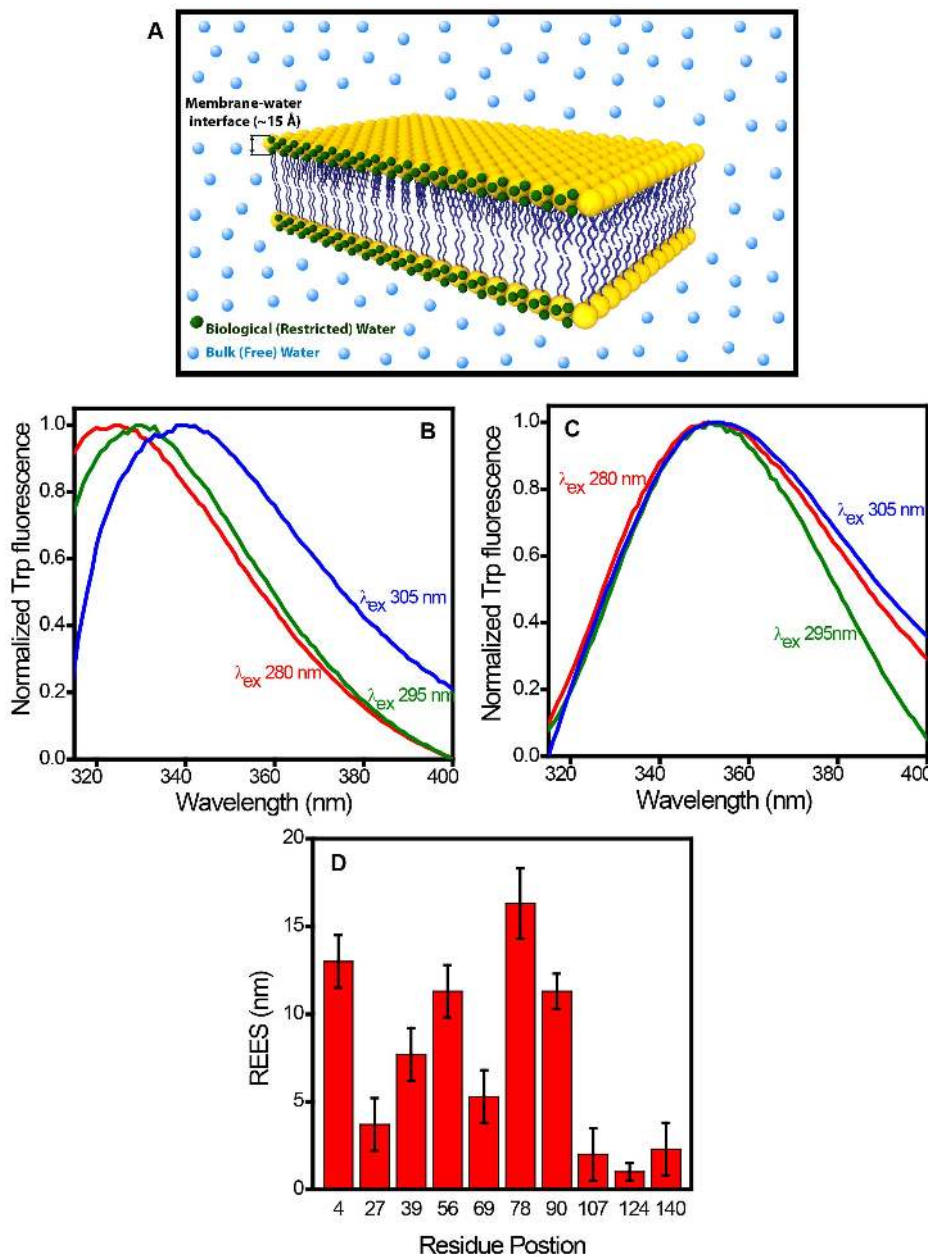 A
Membrane-water
interface (~15 Å)
Biological (Restricted) Water
Bulk (Free) Water
B
Normalized Trp fluorescence
1.0
0.8
0.6
0.4
0.2
0.0
λex 305 nm
λex 280 nm
λex 295 nm
320 340 360 380 400
Wavelength (nm)
C
Normalized Trp fluorescence
1.0
0.8
0.6
0.4
0.2
0.0
λex 280 nm
λex 305 nm
λex 295nm
320 340 360 380 400
Wavelength (nm)
D
REES (nm)
20
15
10
5
0
4 27 39 56 69 78 90 107 124 140
Residue Postion